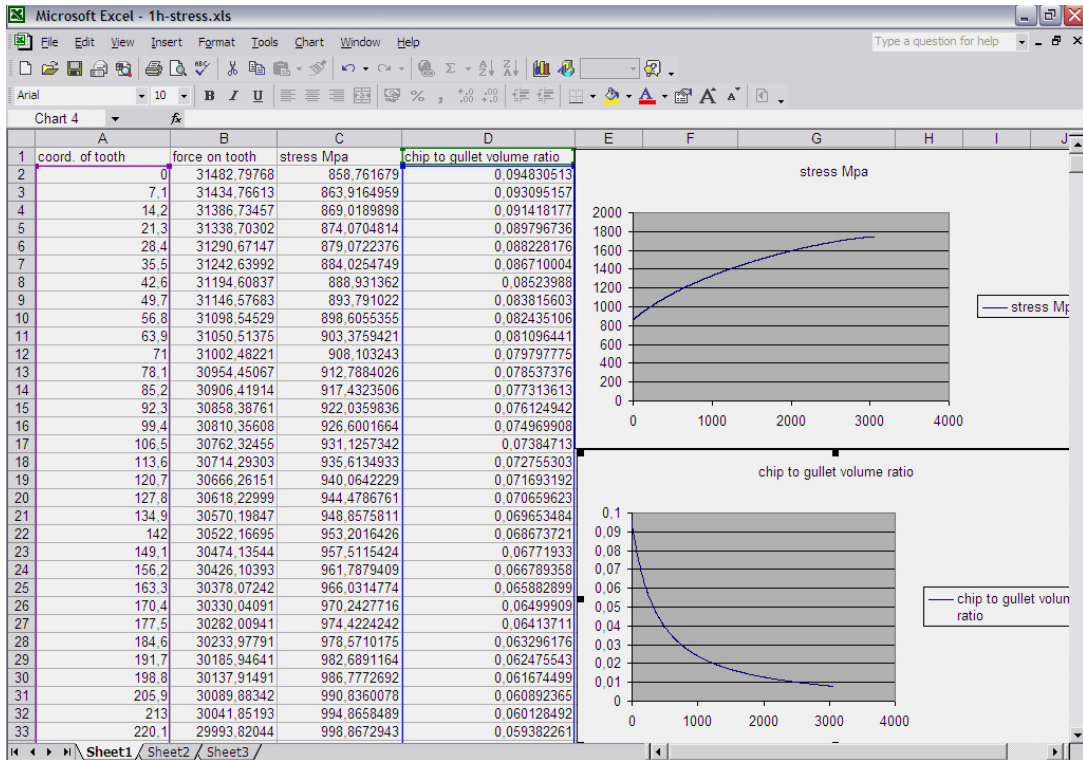 Microsoft Excel - 1h-stress.xls
File Edit View Insert Format Tools Chart Window Help
Type a question for help
Arial 10 B I U
Chart 4 fx
A B C D E F G H I J
1 coord. of tooth force on tooth stress Mpa chip to gullet volume ratio
2 0 31482,79768 858,761679 0,094830513
3 7,1 31434,76613 863,9164959 0,093095157
4 14,2 31386,73457 869,0189898 0,091418177
5 21,3 31338,70302 874,0704814 0,089796736
6 28,4 31290,67147 879,0722376 0,088228176
7 35,5 31242,63992 884,0254749 0,086710004
8 42,6 31194,60837 888,931362 0,08523988
9 49,7 31146,57683 893,791022 0,083815603
10 56,8 31098,54529 898,6055355 0,082435106
11 63,9 31050,51375 903,3759421 0,081096441
12 71 31002,48221 908,103243 0,079797775
13 78,1 30954,45067 912,7884026 0,078537376
14 85,2 30906,41914 917,4323506 0,077313613
15 92,3 30858,38761 922,0359836 0,076124942
16 99,4 30810,35608 926,6001664 0,074969908
17 106,5 30762,32455 931,1257342 0,07384713
18 113,6 30714,29303 935,6134933 0,072755303
19 120,7 30666,26151 940,0642229 0,071693192
20 127,8 30618,22999 944,4786761 0,070659623
21 134,9 30570,19847 948,8575811 0,069653484
22 142 30522,16695 953,2016426 0,068673721
23 149,1 30474,13544 957,5115424 0,06771933
24 156,2 30426,10393 961,7879409 0,066789358
25 163,3 30378,07242 966,0314774 0,065882899
26 170,4 30330,04091 970,2427716 0,06499909
27 177,5 30282,00941 974,4224242 0,06413711
28 184,6 30233,97791 978,5710175 0,063296176
29 191,7 30185,94641 982,6891164 0,062475543
30 198,8 30137,91491 986,7772692 0,061674499
31 205,9 30089,88342 990,8360078 0,060892365
32 213 30041,85193 994,8658489 0,060128492
33 220,1 29993,82044 998,8672943 0,059382261
stress Mpa
2000
1800
1600
1400
1200
1000
800
600
400
200
0
0 1000 2000 3000 4000
stress Mp
chip to gullet volume ratio
0,1
0,09
0,08
0,07
0,06
0,05
0,04
0,03
0,02
0,01
0
0 1000 2000 3000 4000
chip to gullet volun
ratio
Sheet1 Sheet2 Sheet3